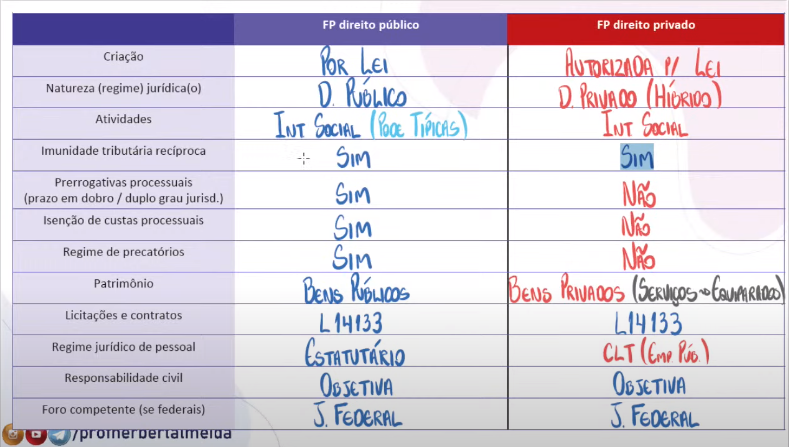 FP direito público FP direito privado
Criação POR LEI AUTORIZADA P/ LEI
Natureza (regime) jurídica(o) D. PÚBLICO D. PRIVADO (HÍBRIDO)
Atividades INT SOCIAL (PODE TÍPICAS) INT SOCIAL
Imunidade tributária recíproca SIM SIM
Prerrogativas processuais
(prazo em dobro / duplo grau jurisd.) SIM NÃO
Isenção de custas processuais SIM NÃO
Regime de precatórios SIM NÃO
Patrimônio BENS PÚBLICOS BENS PRIVADOS (SERVIÇOS → EQUIPARADOS)
Licitações e contratos L14133 L14133
Regime jurídico de pessoal ESTATUTÁRIO CLT (EMP PÚB.)
Responsabilidade civil OBJETIVA OBJETIVA
Foro competente (se federais) J. FEDERAL J. FEDERAL
/profherbertalmeida